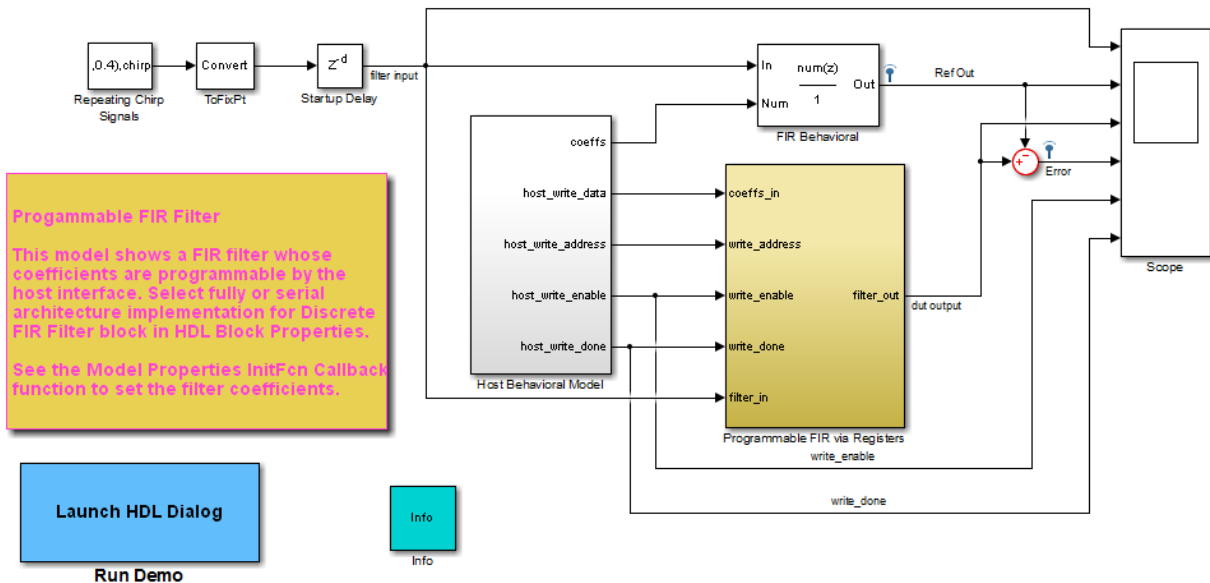 ,0.4),chirp
Repeating Chirp
Signals
Convert
ToFixPt
Z-d
Startup Delay
filter input
In
Num
num(z)
1
Out
FIR Behavioral
Ref Out
Error
Scope
coeffs
host_write_data
host_write_address
host_write_enable
host_write_done
Host Behavioral Model
coeffs_in
write_address
write_enable
write_done
filter_in
filter_out
Programmable FIR via Registers
dut output
write_enable
write_done
Progammable FIR Filter
This model shows a FIR filter whose
coefficients are programmable by the
host interface. Select fully or serial
architecture implementation for Discrete
FIR Filter block in HDL Block Properties.
See the Model Properties InitFcn Callback
function to set the filter coefficients.
Launch HDL Dialog
Run Demo
Info
Info